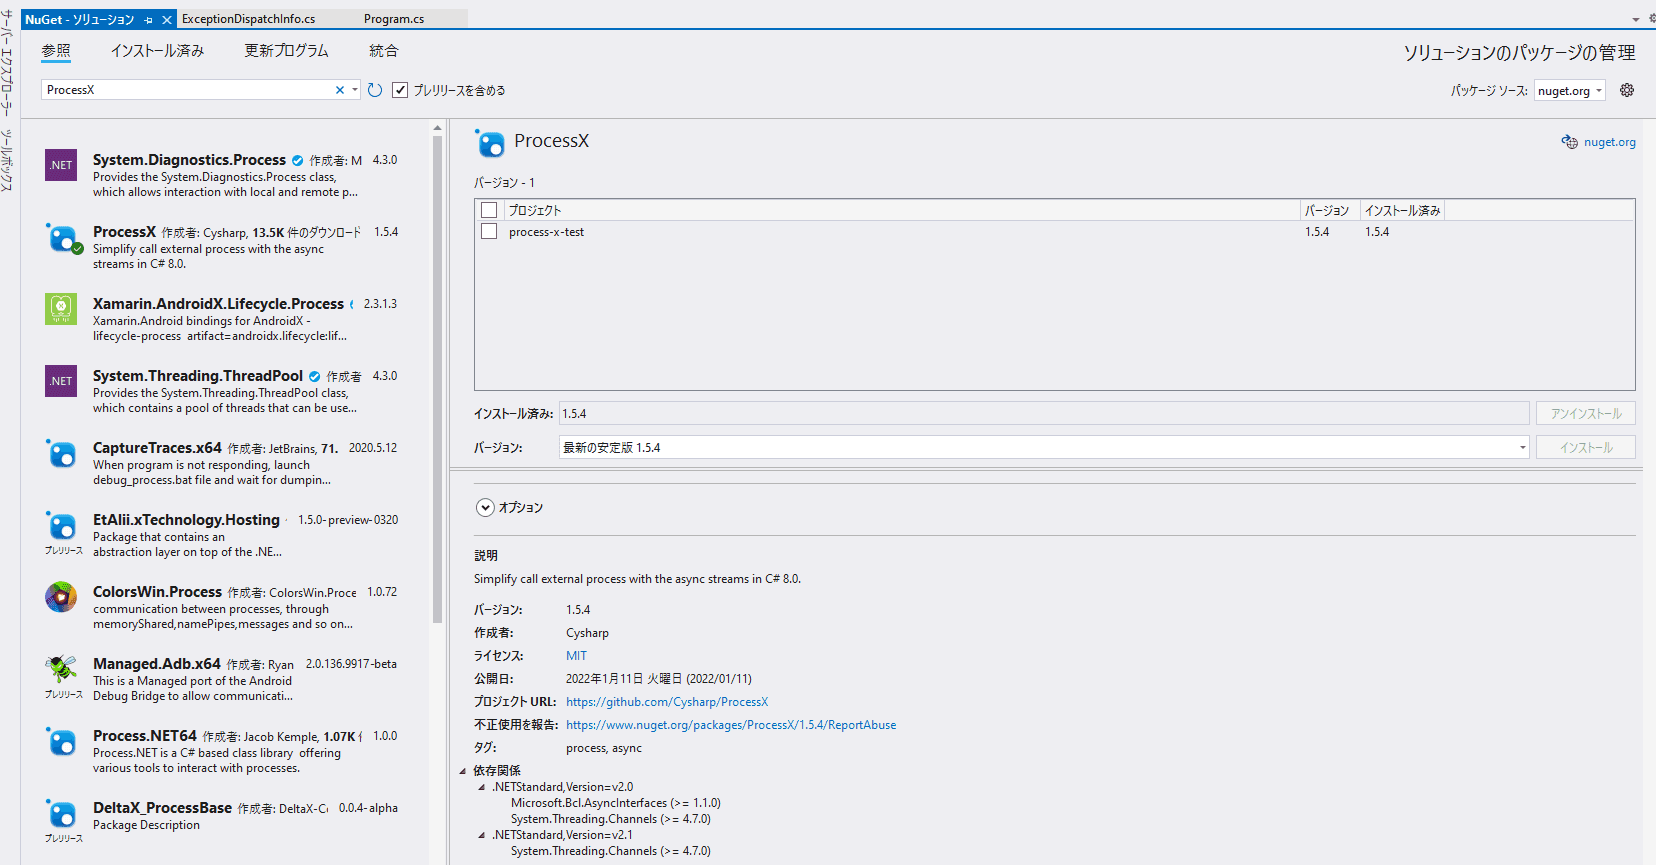 サーバー エクスプローラー
ツールボックス
NuGet - ソリューション
ExceptionDispatchInfo.cs
Program.cs
参照
インストール済み
更新プログラム
統合
ソリューションのパッケージの管理
ProcessX
プレリリースを含める
パッケージ ソース:
nuget.org
.NET
System.Diagnostics.Process 作成者: M 4.3.0
Provides the System.Diagnostics.Process class,
which allows interaction with local and remote p...
ProcessX 作成者: Cysharp, 13.5K 件のダウンロード 1.5.4
Simplify call external process with the async
streams in C# 8.0.
Xamarin.AndroidX.Lifecycle.Process 2.3.1.3
Xamarin.Android bindings for AndroidX -
lifecycle-process artifact=androidx.lifecycle:lif...
.NET
System.Threading.ThreadPool 作成者 4.3.0
Provides the System.Threading.ThreadPool class,
which contains a pool of threads that can be use...
CaptureTraces.x64 作成者: JetBrains, 71. 2020.5.12
When program is not responding, launch
debug_process.bat file and wait for dumpin...
EtAlii.xTechnology.Hosting 1.5.0-preview-0320
Package that contains an
プレリリース abstraction layer on top of the .NE...
ColorsWin.Process 作成者: ColorsWin.Proce 1.0.72
communication between processes, through
memoryShared,namePipes,messages and so on...
Managed.Adb.x64 作成者: Ryan 2.0.136.9917-beta
This is a Managed port of the Android
プレリリース Debug Bridge to allow communicati...
Process.NET64 作成者: Jacob Kemple, 1.07K 1.0.0
Process.NET is a C# based class library offering
various tools to interact with processes.
DeltaX_ProcessBase 作成者: DeltaX-C 0.0.4-alpha
Package Description
プレリリース
ProcessX
nuget.org
バージョン - 1
プロジェクト バージョン インストール済み
process-x-test 1.5.4 1.5.4
インストール済み: 1.5.4 アンインストール
バージョン: 最新の安定版 1.5.4 インストール
オプション
説明
Simplify call external process with the async streams in C# 8.0.
バージョン: 1.5.4
作成者: Cysharp
ライセンス: MIT
公開日: 2022年1月11日 火曜日 (2022/01/11)
プロジェクト URL: https://github.com/Cysharp/ProcessX
不正使用を報告: https://www.nuget.org/packages/ProcessX/1.5.4/ReportAbuse
タグ: process, async
依存関係
.NETStandard,Version=v2.0
Microsoft.Bcl.AsyncInterfaces (>= 1.1.0)
System.Threading.Channels (>= 4.7.0)
.NETStandard,Version=v2.1
System.Threading.Channels (>= 4.7.0)